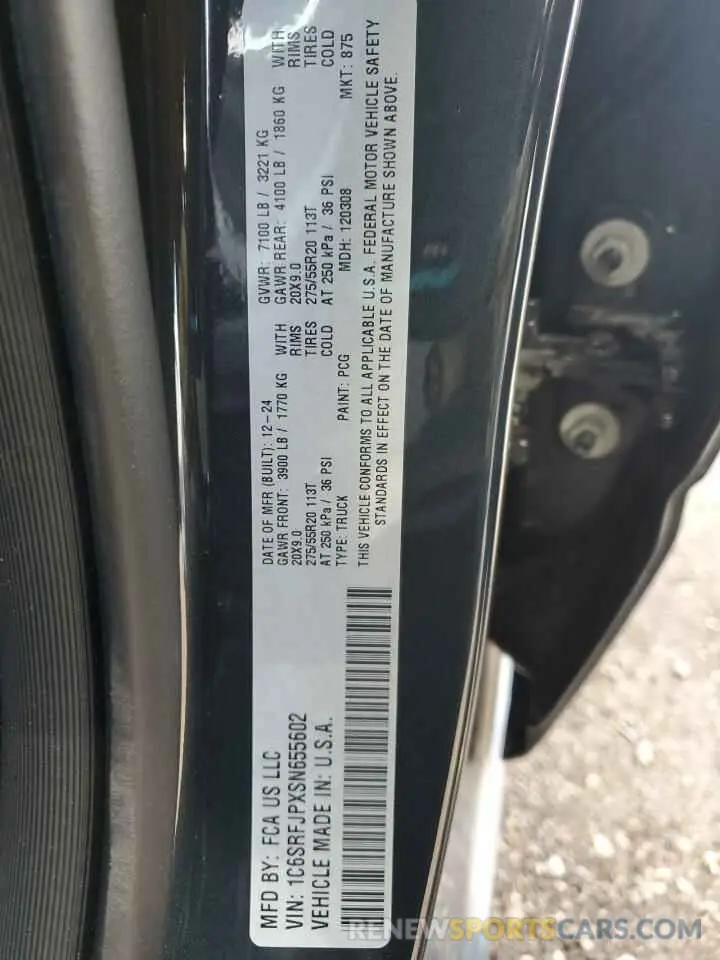 MFD BY: FCA US LLC
VIN: 1C6SRFJPXSN655602
VEHICLE MADE IN: U.S.A.
DATE OF MFR (BUILT): 12-24 GVWR: 7100 LB / 3221 KG
GAWR FRONT: 3900 LB / 1770 KG WITH GAWR REAR: 4100 LB / 1860 KG WITH
20X9.0 RIMS 20X9.0 RIMS
275/55R20 113T TIRES 275/55R20 113T TIRES
AT 250 kPa / 36 PSI COLD AT 250 kPa / 36 PSI COLD
TYPE: TRUCK PAINT: PCG MDH: 120308 MKT: 875
THIS VEHICLE CONFORMS TO ALL APPLICABLE U.S.A. FEDERAL MOTOR VEHICLE SAFETY
STANDARDS IN EFFECT ON THE DATE OF MANUFACTURE SHOWN ABOVE.
RENEWSPORTSCARS.COM